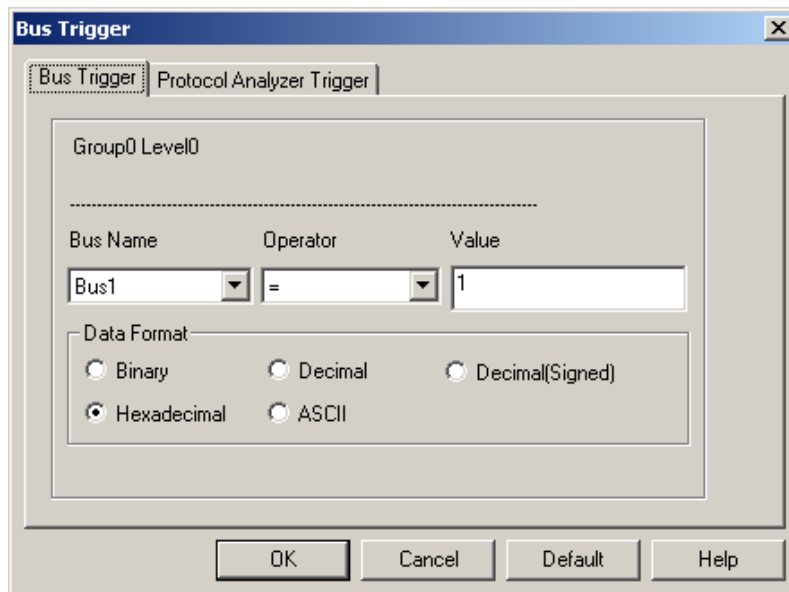 Bus Trigger
Bus Trigger Protocol Analyzer Trigger
Group0 Level0
Bus Name Operator Value
Bus1 = 1
Data Format
Binary Decimal Decimal(Signed)
Hexadecimal ASCII
OK Cancel Default Help